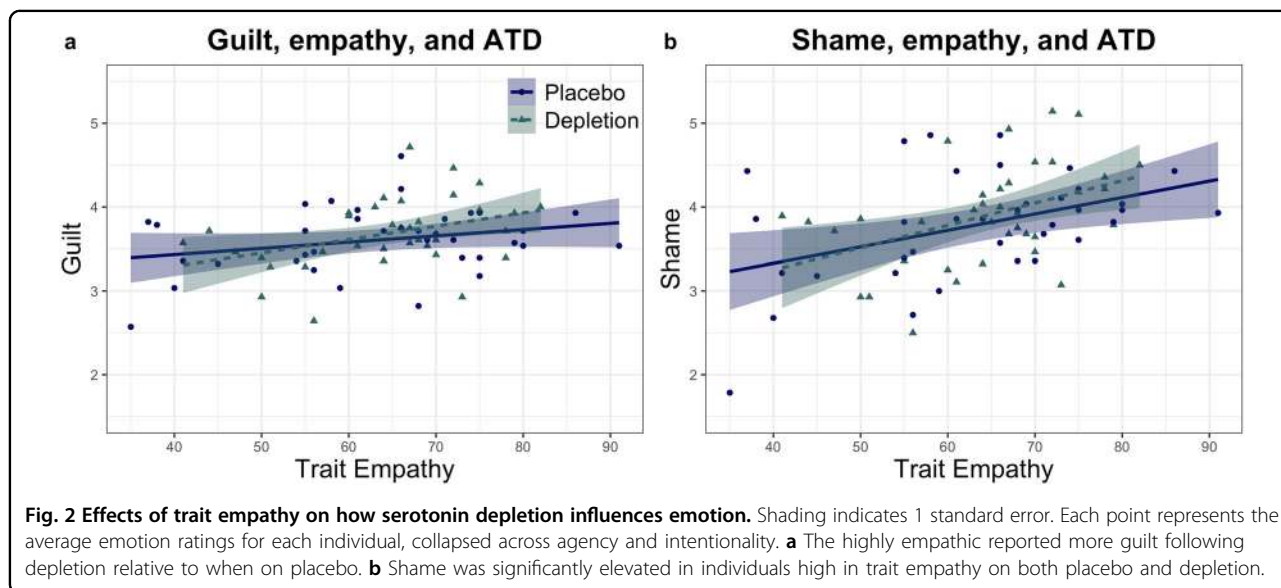 a Guilt, empathy, and ATD
Placebo
Depletion
5
4
3
2
Guilt
40 50 60 70 80 90
Trait Empathy
b Shame, empathy, and ATD
5
4
3
2
Shame
40 50 60 70 80 90
Trait Empathy
Fig. 2 Effects of trait empathy on how serotonin depletion influences emotion. Shading indicates 1 standard error. Each point represents the
average emotion ratings for each individual, collapsed across agency and intentionality. a The highly empathic reported more guilt following
depletion relative to when on placebo. b Shame was significantly elevated in individuals high in trait empathy on both placebo and depletion.